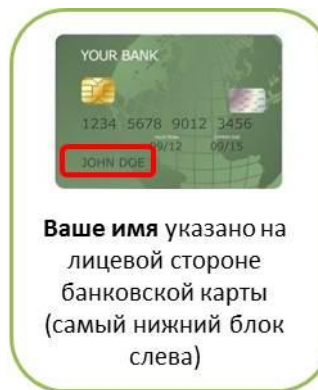 YOUR BANK
1234 5678 9012 3456
09/12 09/15
JOHN DOE
Ваше имя указано на
лицевой стороне
банковской карты
(самый нижний блок
слева)